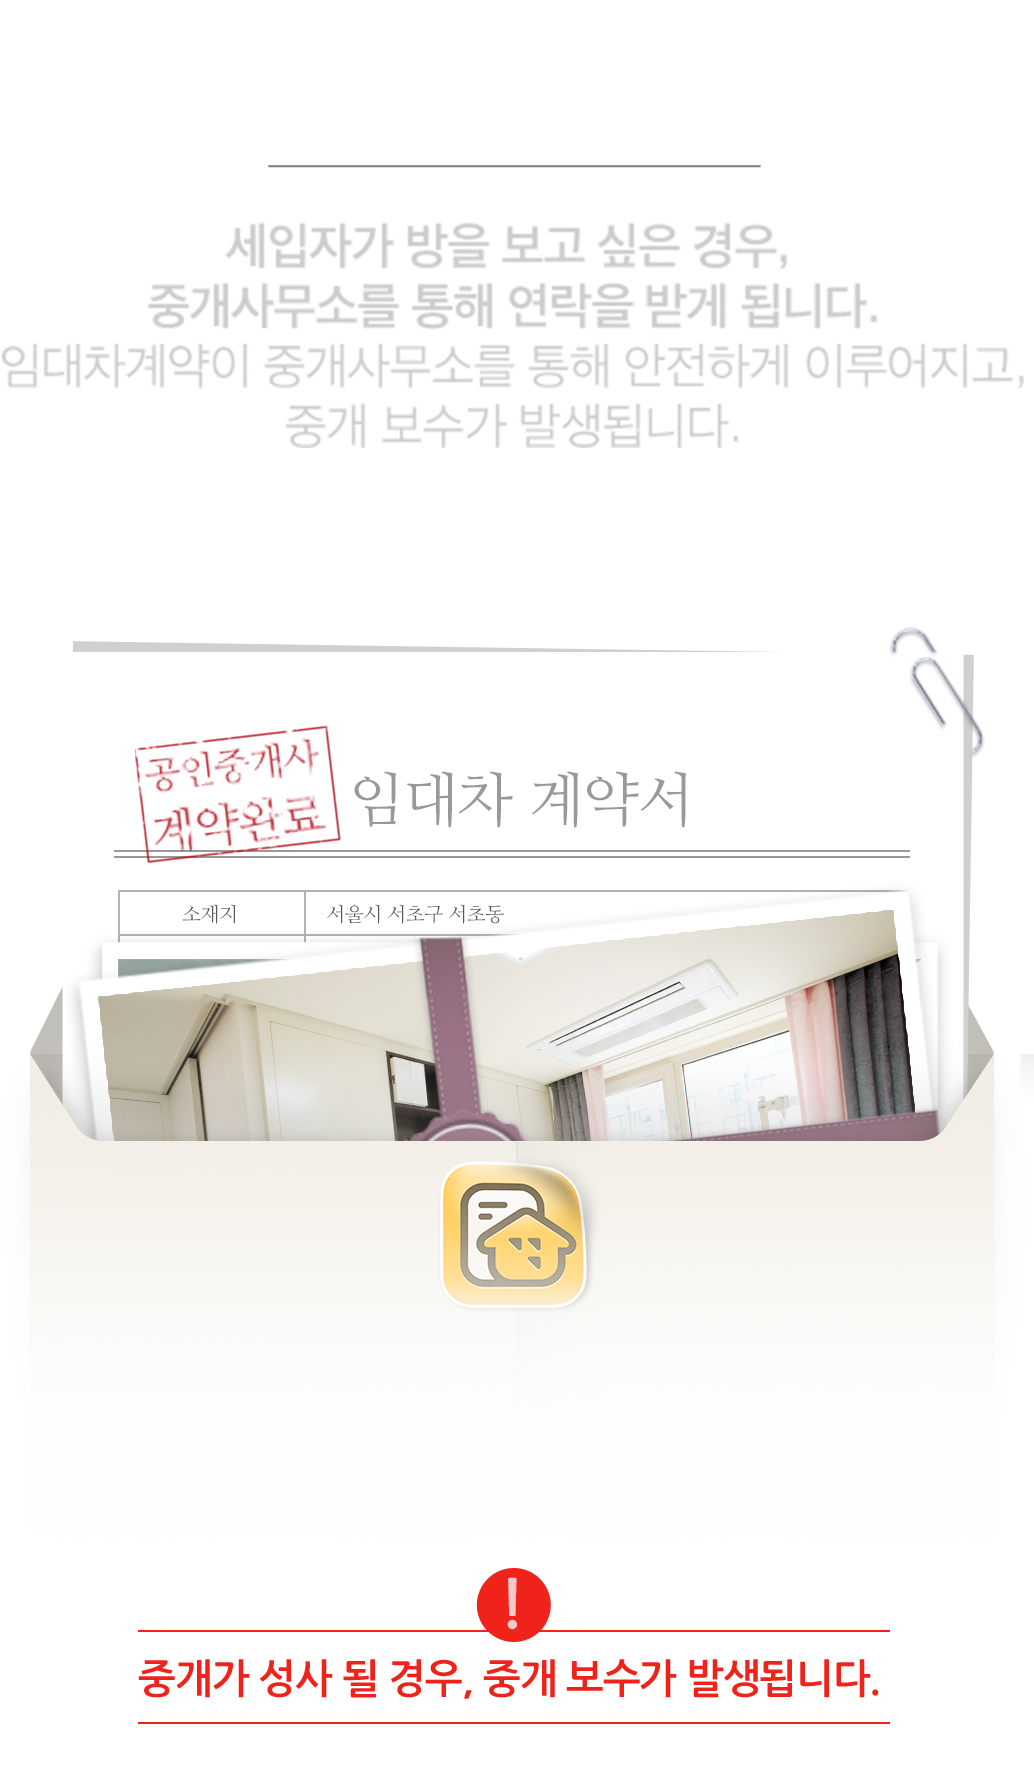 세입자가 방을 보고 싶은 경우,
중개사무소를 통해 연락을 받게 됩니다.
임대차계약이 중개사무소를 통해 안전하게 이루어지고,
중개 보수가 발생됩니다.
공인중개사
계약완료
임대차 계약서
소재지 서울시 서초구 서초동
!
중개가 성사 될 경우, 중개 보수가 발생됩니다.